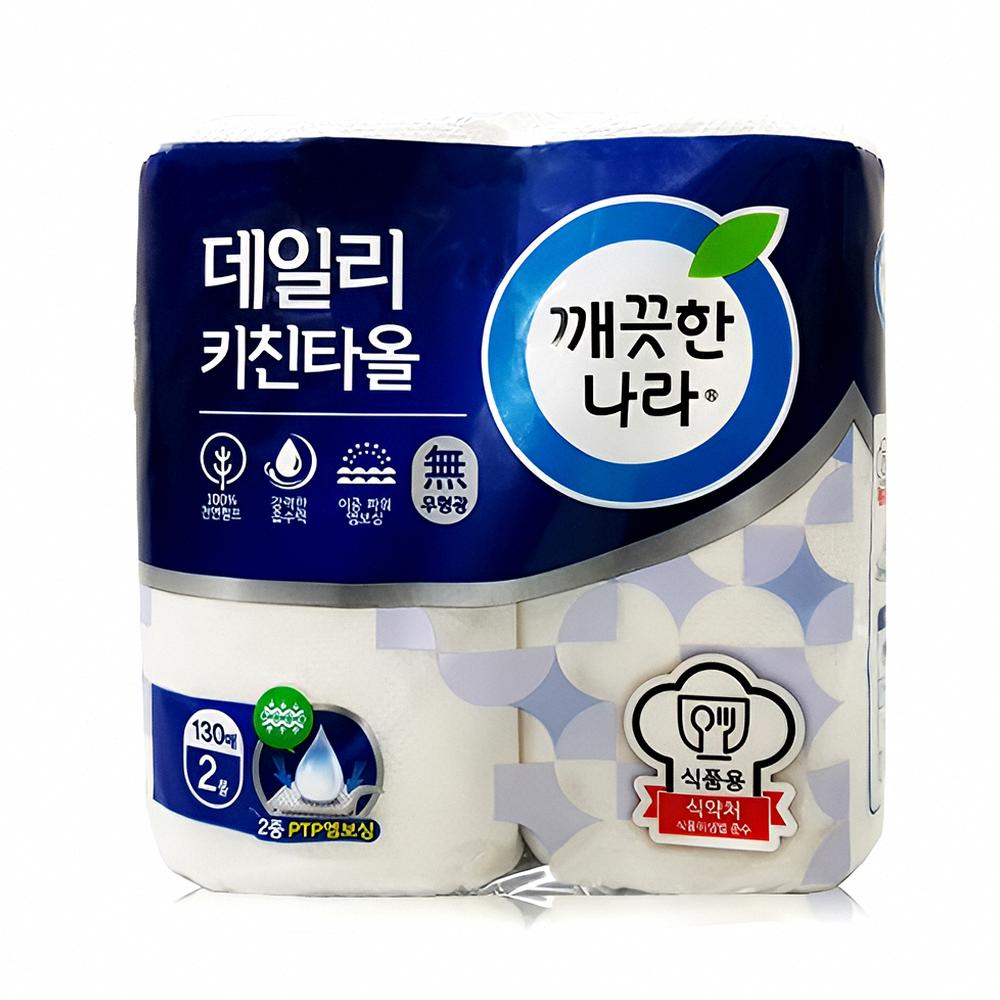 데일리
키친타올
깨끗한
나라®
100%
천연펄프
강력한
흡수력
이중 파워
엠보싱
無
무형광
130매
2겹
2중 PTP엠보싱
식품용
식약처